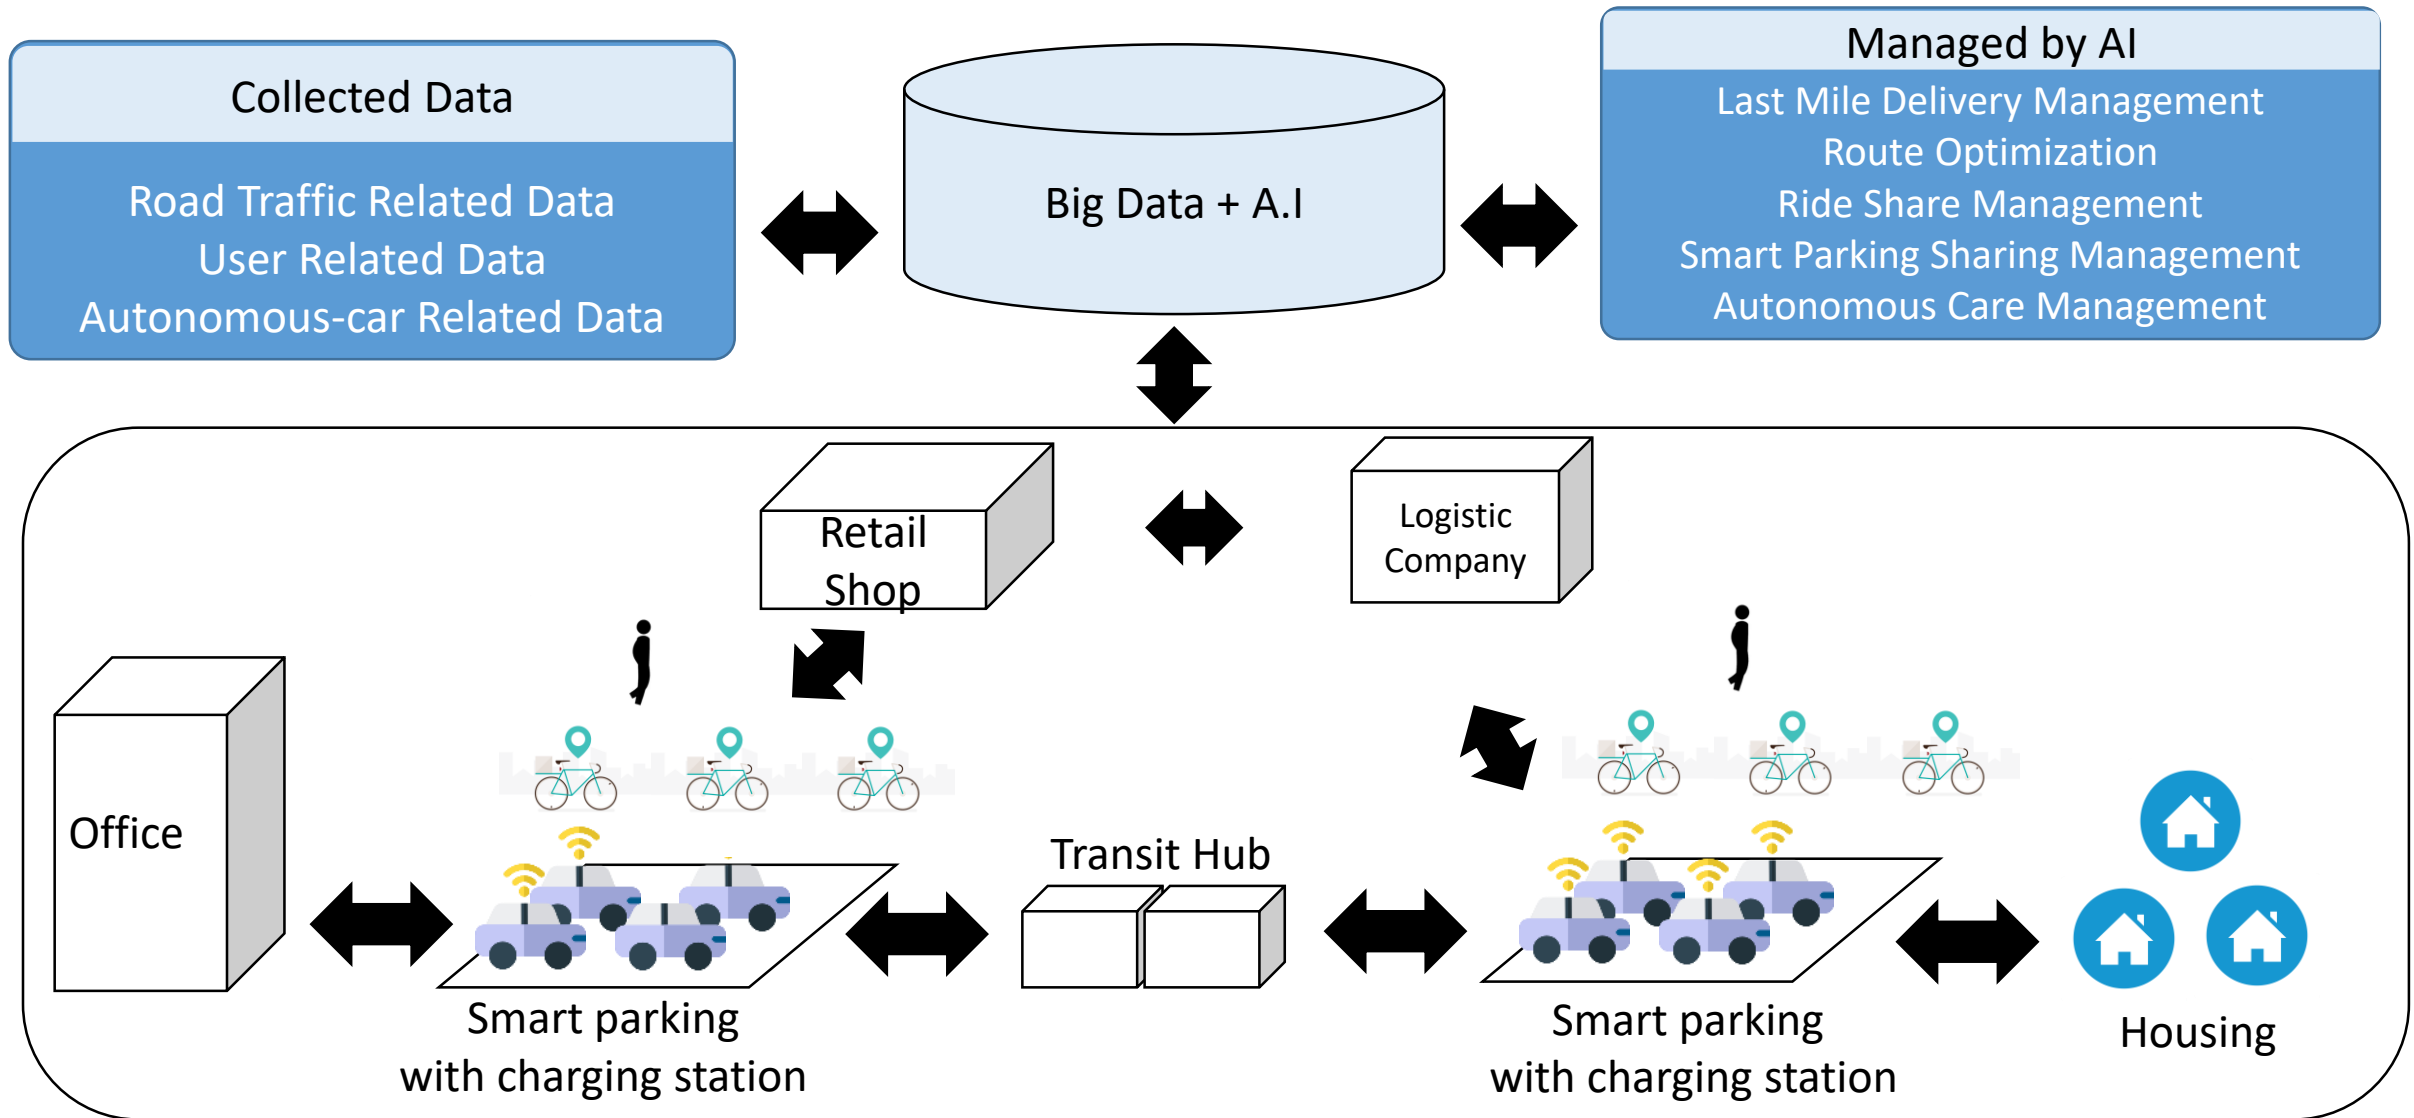 Collected Data
Road Traffic Related Data
User Related Data
Autonomous-car Related Data
Big Data + A.I
Managed by AI
Last Mile Delivery Management
Route Optimization
Ride Share Management
Smart Parking Sharing Management
Autonomous Care Management
Retail
Shop
Logistic
Company
Office
Transit Hub
Smart parking
with charging station
Smart parking
with charging station
Housing